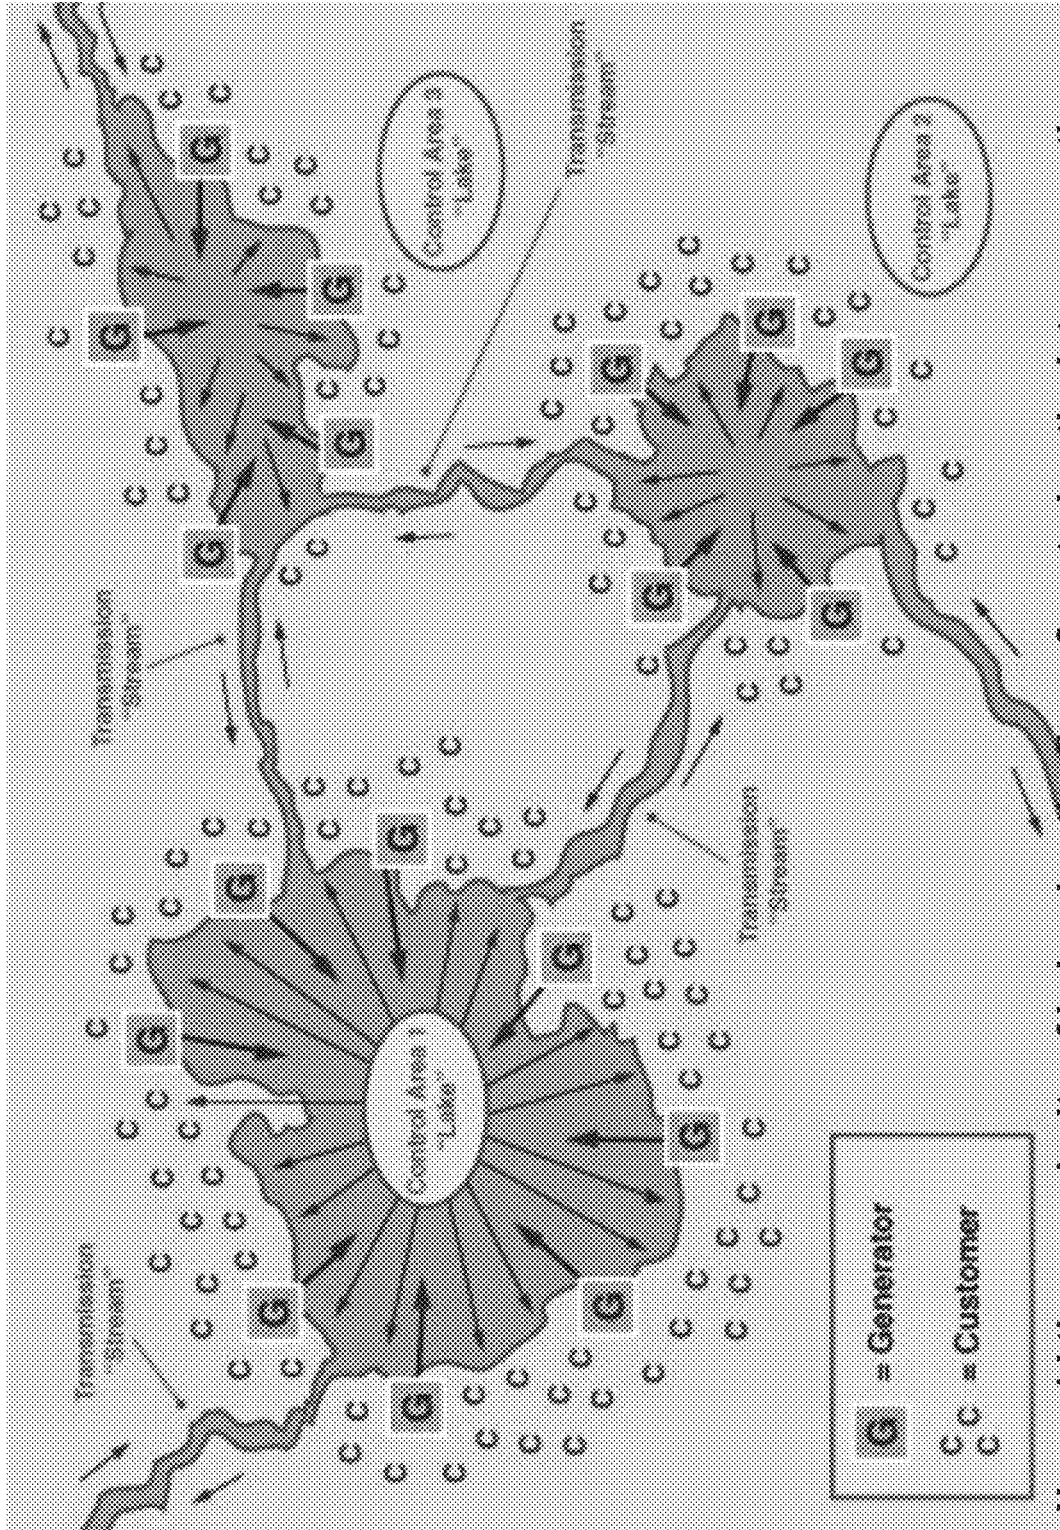 Transmission
"Stream"
Transmission
"Stream"
Control Area 1
"Lake"
Control Area 3
"Lake"
Transmission
"Stream"
Transmission
"Stream"
Control Area 2
"Lake"
G = Generator
C C C = Customer